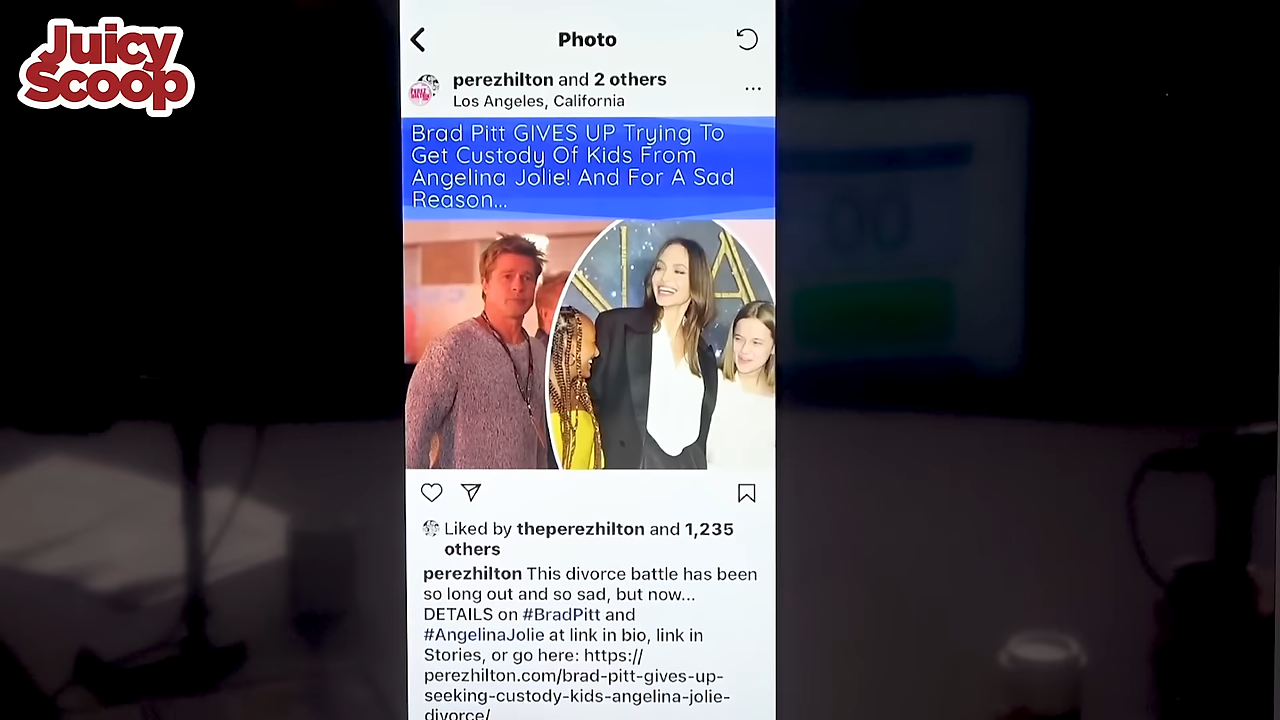 Juicy
Scoop
Photo
perezhilton and 2 others
Los Angeles, California
Brad Pitt GIVES UP Trying To
Get Custody Of Kids From
Angelina Jolie! And For A Sad
Reason...
Liked by theperezhilton and 1,235
others
perezhilton This divorce battle has been
so long out and so sad, but now...
DETAILS on #BradPitt and
#AngelinaJolie at link in bio, link in
Stories, or go here: https://
perezhilton.com/brad-pitt-gives-up-
seeking-custody-kids-angelina-jolie-
divorce/